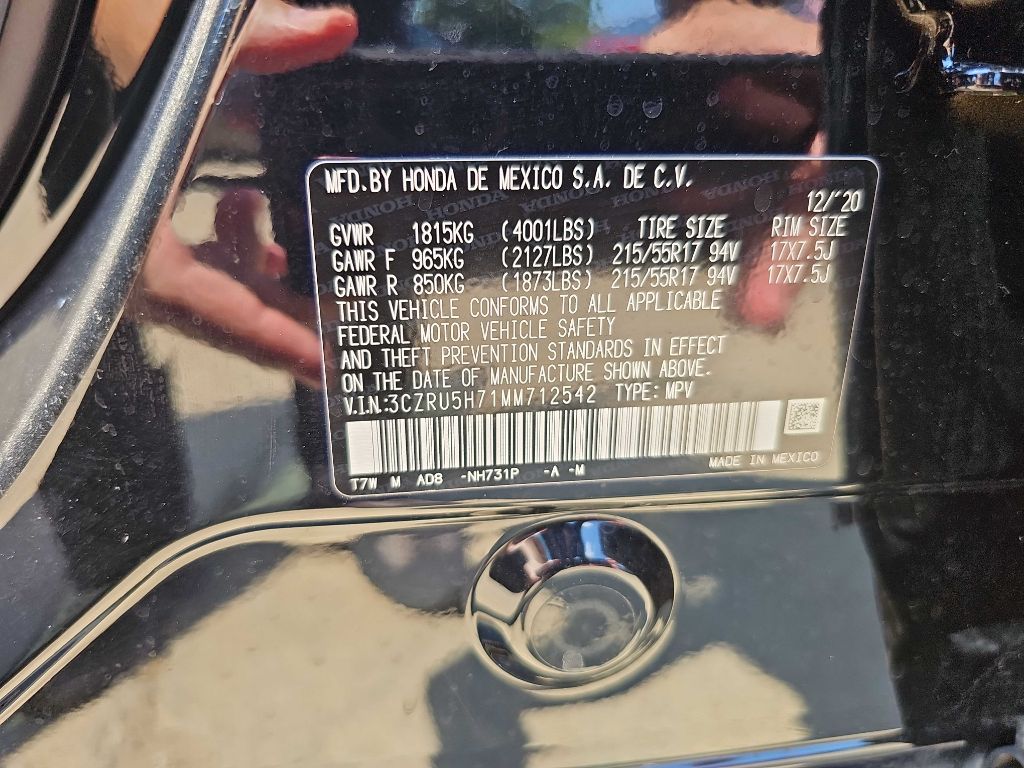 MFD.BY HONDA DE MEXICO S.A. DE C.V.
12/'20
GVWR 1815KG (4001LBS) TIRE SIZE RIM SIZE
GAWR F 965KG (2127LBS) 215/55R17 94V 17X7.5J
GAWR R 850KG (1873LBS) 215/55R17 94V 17X7.5J
THIS VEHICLE CONFORMS TO ALL APPLICABLE
FEDERAL MOTOR VEHICLE SAFETY
AND THEFT PREVENTION STANDARDS IN EFFECT
ON THE DATE OF MANUFACTURE SHOWN ABOVE.
V.I.N:3CZRU5H71MM712542 TYPE: MPV
T7W M AD8 -NH731P -A -M MADE IN MEXICO